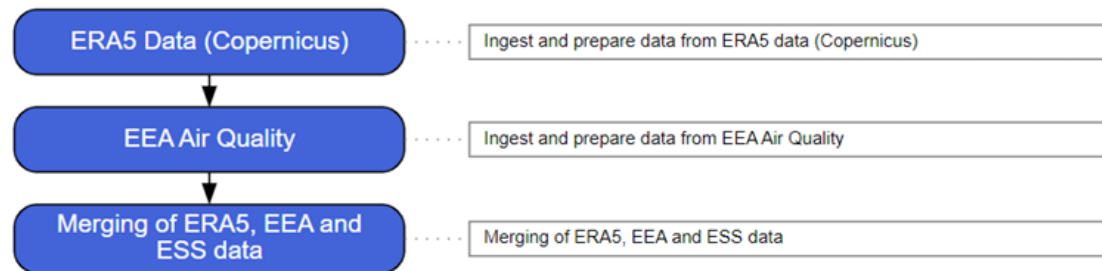 ERA5 Data (Copernicus)
Ingest and prepare data from ERA5 data (Copernicus)
EEA Air Quality
Ingest and prepare data from EEA Air Quality
Merging of ERA5, EEA and
ESS data
Merging of ERA5, EEA and ESS data